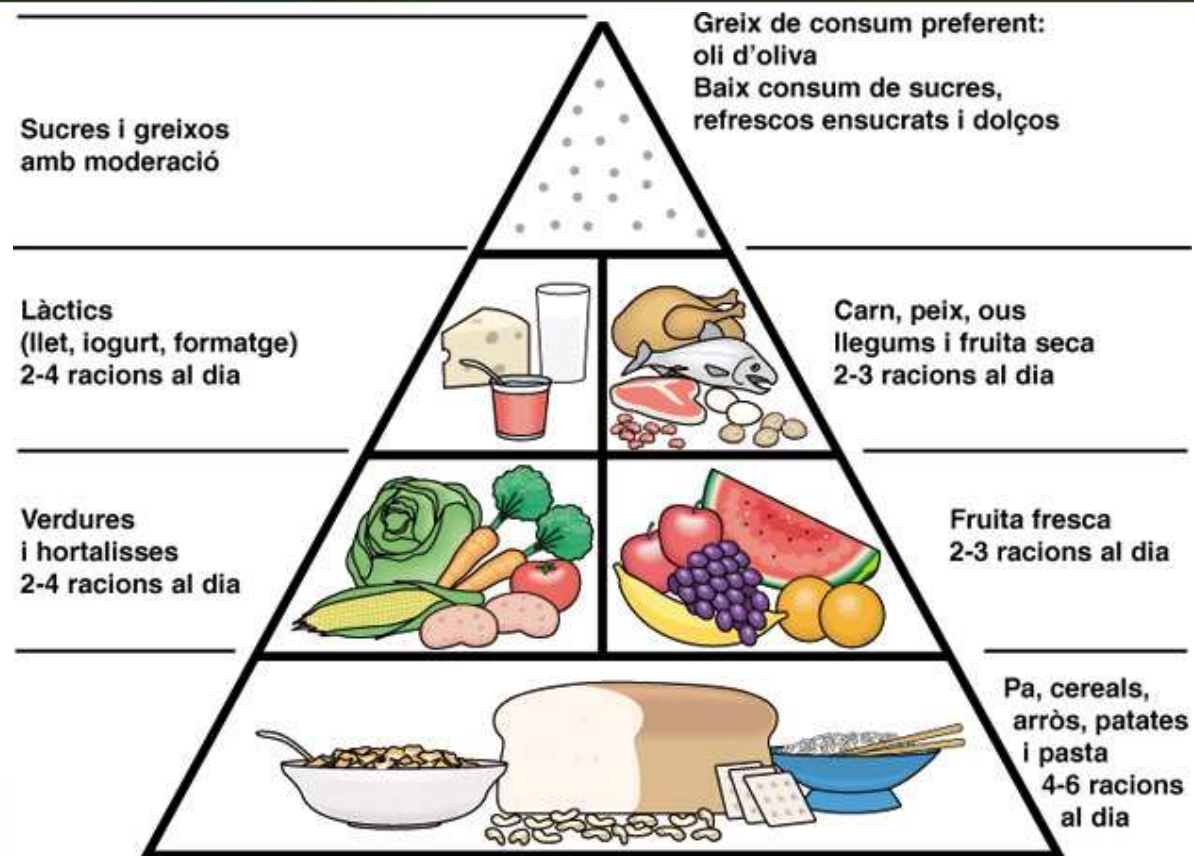 Greix de consum preferent:
oli d'oliva
Baix consum de sucres,
refrescos ensucrats i dolços
Sucres i greixos
amb moderació
Làctics
(llet, iogurt, formatge)
2-4 racions al dia
Carn, peix, ous
llegums i fruita seca
2-3 racions al dia
Verdures
i hortalisses
2-4 racions al dia
Fruita fresca
2-3 racions al dia
Pa, cereals,
arròs, patates
i pasta
4-6 racions
al dia